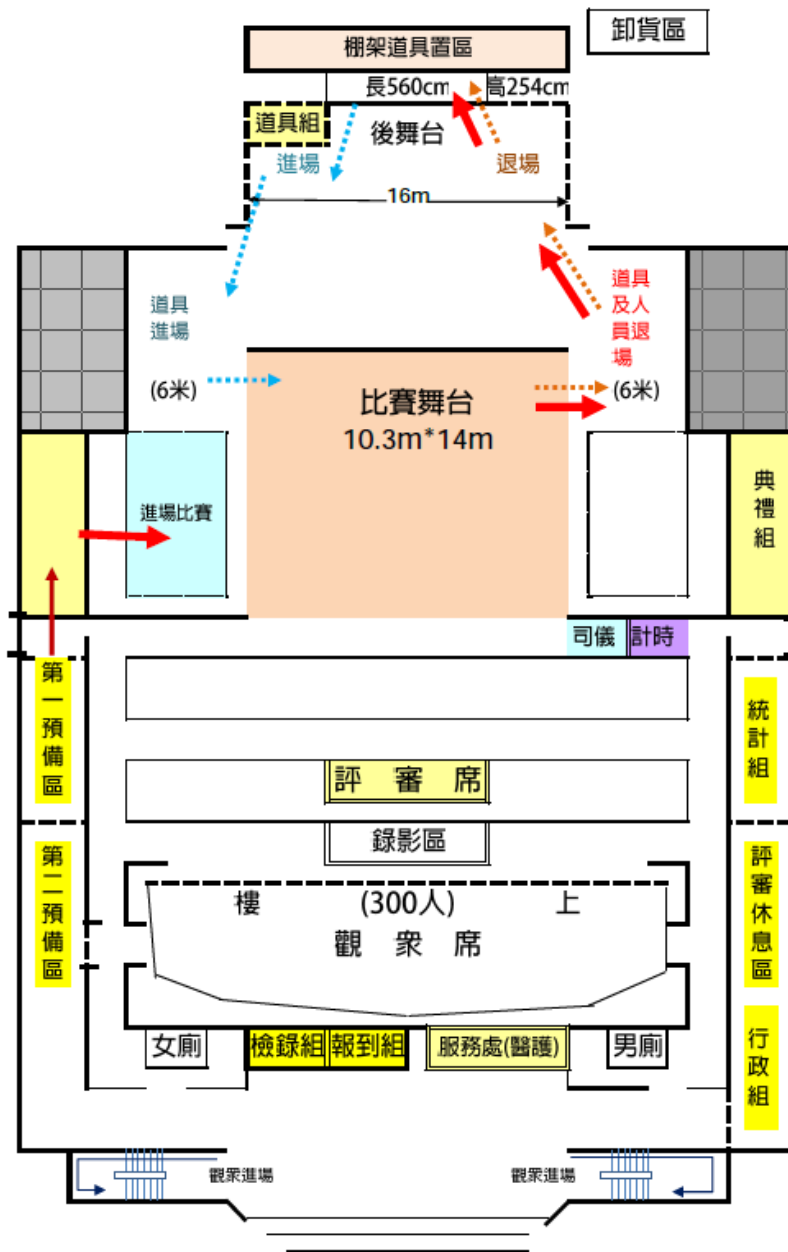 卸貨區
棚架道具置區
長560cm
高254cm
道具組
後舞台
進場
退場
16m
道具
進場
(6米)
道具
及人
員退
場
(6米)
比賽舞台
10.3m*14m
進場比賽
典禮組
司儀
計時
第一預備區
統計組
評 審 席
錄影區
第二預備區
樓 (300人) 上
觀 衆 席
評審休息區
女廁
檢錄組
報到組
服務處(醫護)
男廁
行政組
觀衆進場
觀衆進場